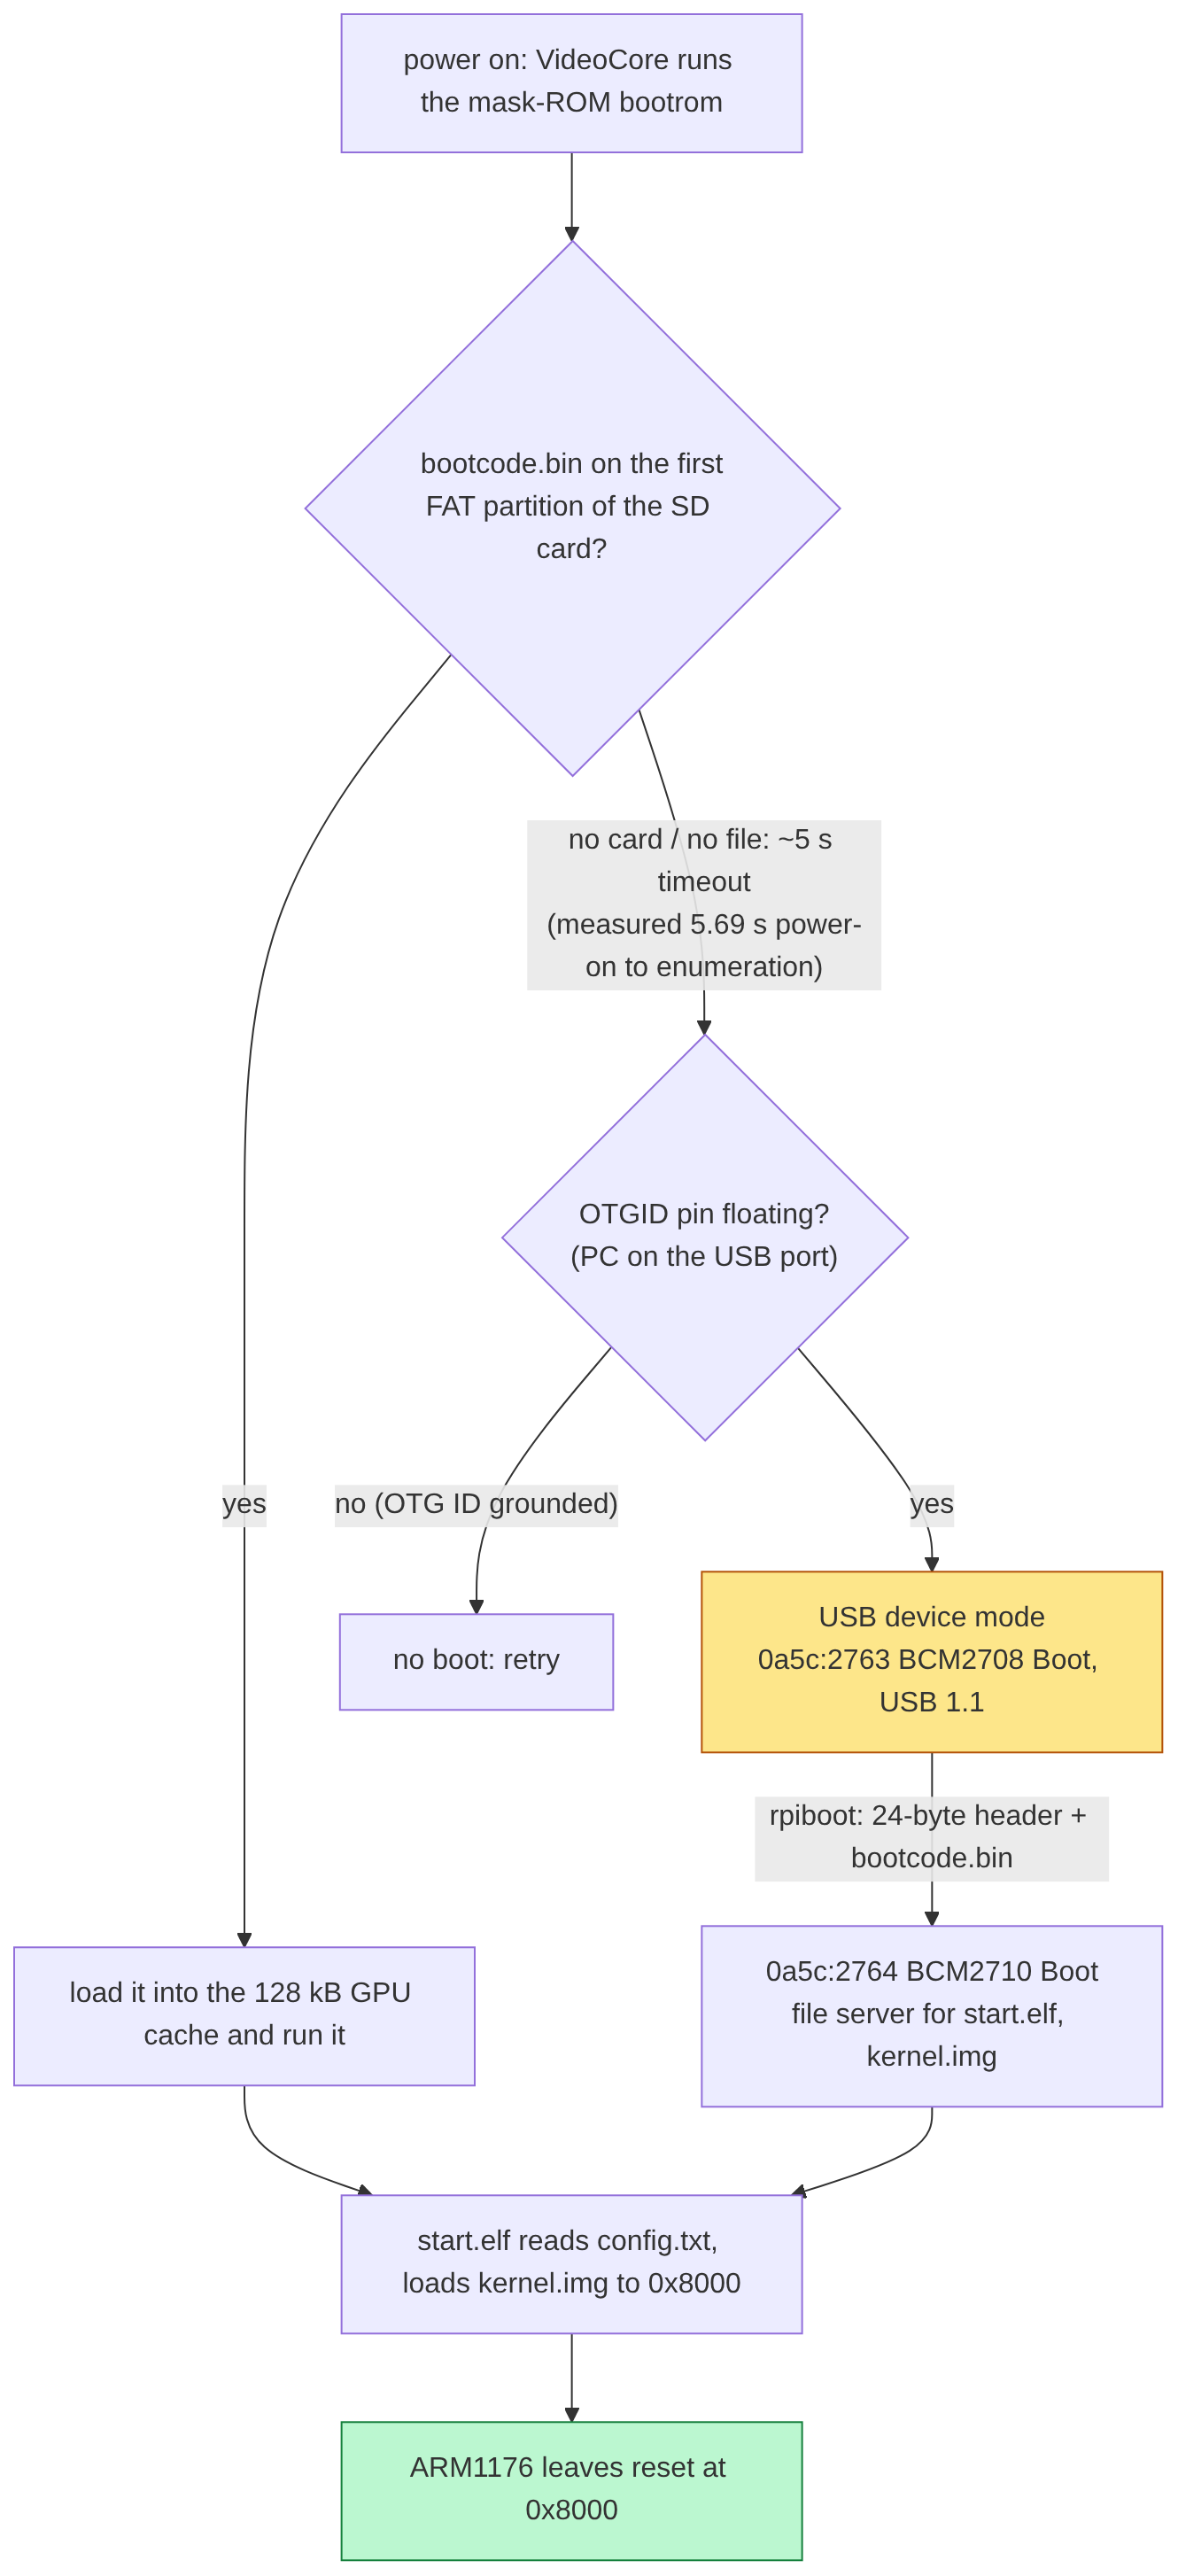 power on: VideoCore runs
the mask-ROM bootrom
bootcode.bin on the first
FAT partition of the SD
card?
no card / no file: ~5 s
timeout
(measured 5.69 s power-
on to enumeration)
OTGID pin floating?
(PC on the USB port)
yes
no (OTG ID grounded)
yes
no boot: retry
USB device mode
0a5c:2763 BCM2708 Boot,
USB 1.1
rpiboot: 24-byte header +
bootcode.bin
load it into the 128 kB GPU
cache and run it
0a5c:2764 BCM2710 Boot
file server for start.elf,
kernel.img
start.elf reads config.txt,
loads kernel.img to 0x8000
ARM1176 leaves reset at
0x8000